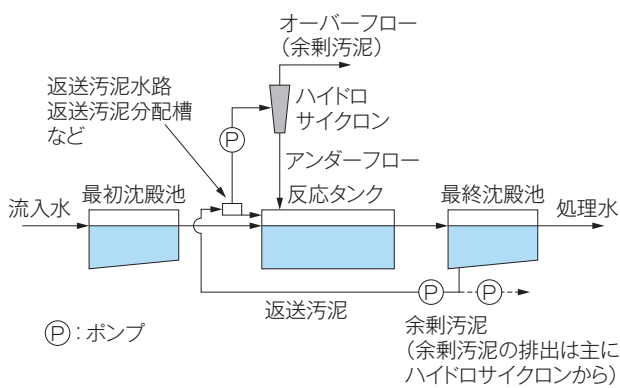 オーバーフロー
(余剰汚泥)
返送汚泥水路
返送汚泥分配槽
など
ハイドロ
サイクロン
P
アンダーフロー
流入水
最初沈殿池
反応タンク
最終沈殿池
処理水
P
P
返送汚泥
P:ポンプ
余剰汚泥
(余剰汚泥の排出は主に
ハイドロサイクロンから)